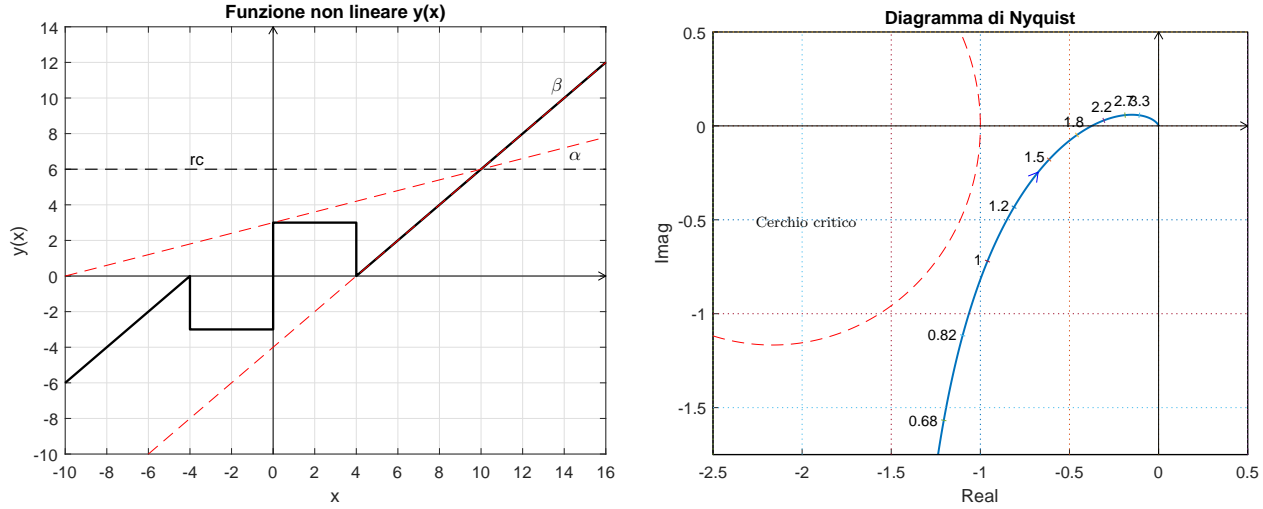 Funzione non lineare y(x)
14
12
10
8
6
4
2
0
-2
-4
-6
-8
-10
y(x)
rc
β
α
-10 -8 -6 -4 -2 0 2 4 6 8 10 12 14 16
x
Diagramma di Nyquist
0.5
0
-0.5
-1
-1.5
Imag
Cerchio critico
0.68
0.82
1
1.2
1.5
1.8
2.2
2.7
3.3
-2.5 -2 -1.5 -1 -0.5 0 0.5
Real